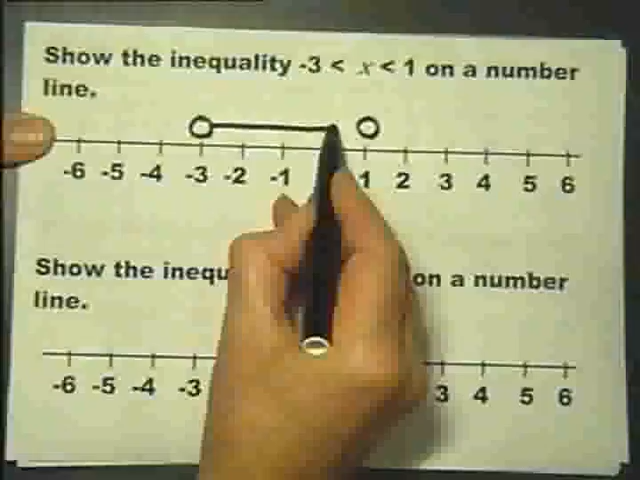 Show the inequality -3 < x < 1 on a number
line.
-6 -5 -4 -3 -2 -1 1 2 3 4 5 6
Show the on a number
line.
-6 -5 -4 -3 3 4 5 6